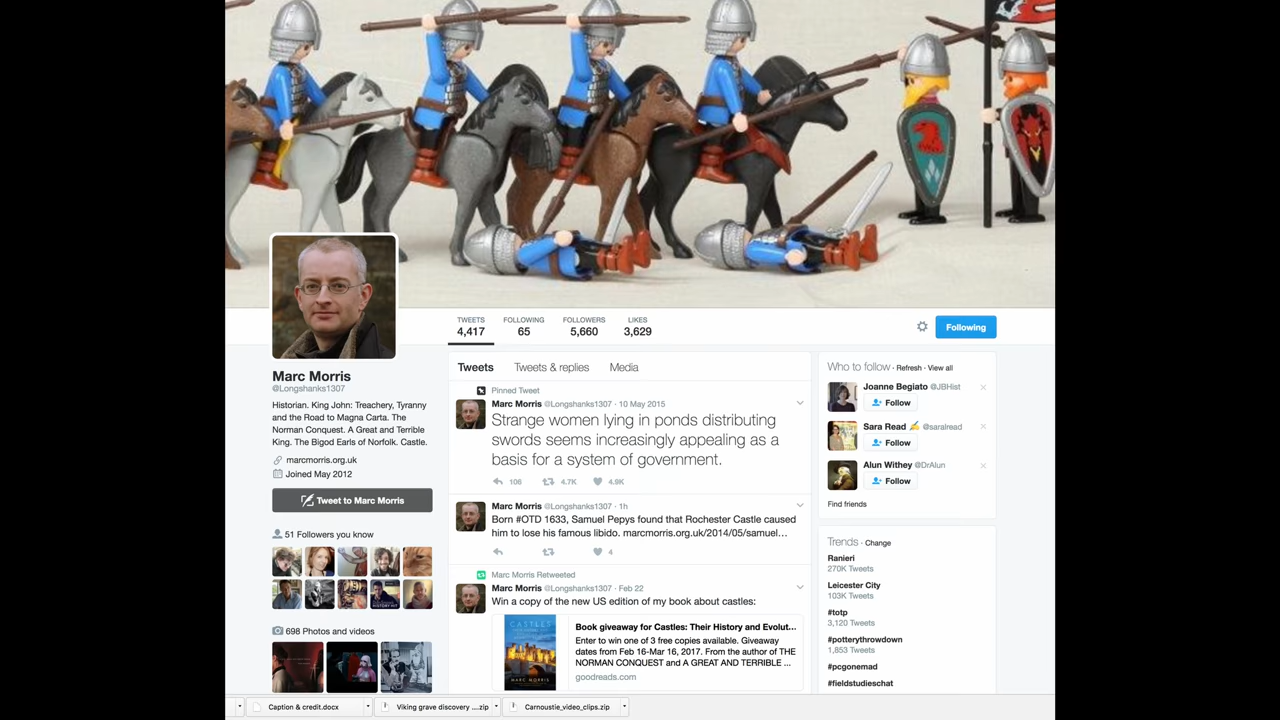 TWEETS
4,417
FOLLOWING
65
FOLLOWERS
5,660
LIKES
3,629
Following
Marc Morris
@Longshanks1307
Historian. King John: Treachery, Tyranny
and the Road to Magna Carta. The
Norman Conquest. A Great and Terrible
King. The Bigod Earls of Norfolk. Castle.
marcmorris.org.uk
Joined May 2012
Tweet to Marc Morris
51 Followers you know
698 Photos and videos
Tweets Tweets & replies Media
Pinned Tweet
Marc Morris @Longshanks1307 · 10 May 2015
Strange women lying in ponds distributing
swords seems increasingly appealing as a
basis for a system of government.
106 4.7K 4.9K
Marc Morris @Longshanks1307 · 1h
Born #OTD 1633, Samuel Pepys found that Rochester Castle caused
him to lose his famous libido. marcmorris.org.uk/2014/05/samuel…
4
Marc Morris Retweeted
Marc Morris @Longshanks1307 · Feb 22
Win a copy of the new US edition of my book about castles:
CASTLES
MARC MORRIS
Book giveaway for Castles: Their History and Evolut...
Enter to win one of 3 free copies available. Giveaway
dates from Feb 16-Mar 16, 2017. From the author of THE
NORMAN CONQUEST and A GREAT AND TERRIBLE ...
goodreads.com
Who to follow · Refresh · View all
Joanne Begiato @JBHist
Follow
Sara Read ✍ @saralread
Follow
Alun Withey @DrAlun
Follow
Find friends
Trends · Change
Ranieri
270K Tweets
Leicester City
103K Tweets
#totp
3,120 Tweets
#potterythrowdown
1,853 Tweets
#pcgonemad
#fieldstudieschat
Caption & credit.docx
Viking grave discovery ....zip
Carnoustie_video_clips.zip